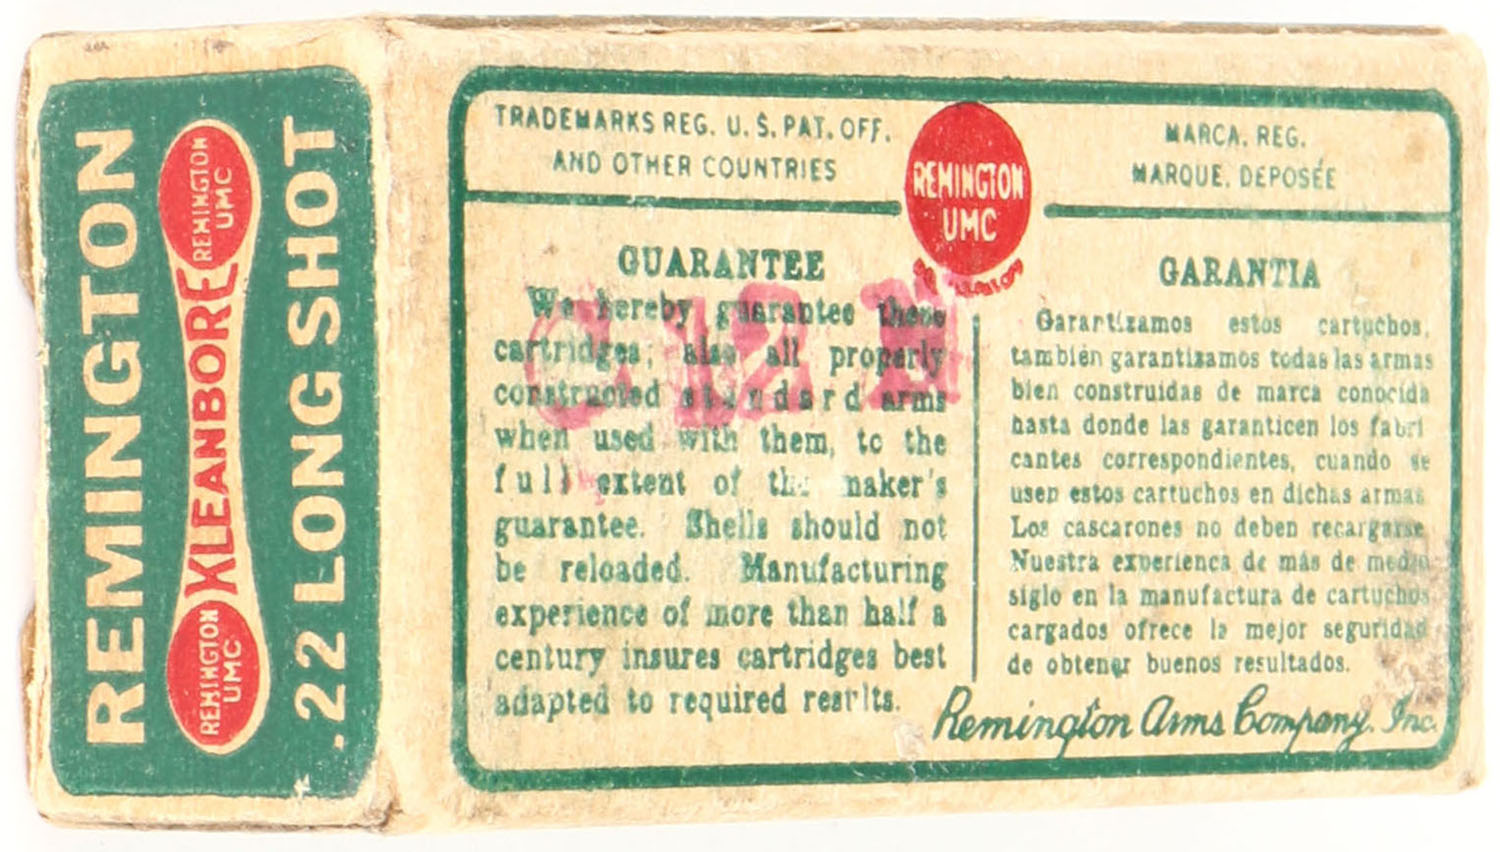 REMINGTON
REMINGTON
UMC
KLEANBORE
REMINGTON
UMC
.22 LONG SHOT
TRADEMARKS REG. U. S. PAT. OFF.
AND OTHER COUNTRIES
REMINGTON
UMC
MARCA. REG.
MARQUE. DEPOSÉE
GUARANTEE
We hereby guarantee these
cartridges; also all properly
constructed standard arms
when used with them, to the
full extent of the maker's
guarantee. Shells should not
be reloaded. Manufacturing
experience of more than half a
century insures cartridges best
adapted to required results.
C 12 N
GARANTIA
Garantizamos estos cartuchos,
también garantizamos todas las armas
bien construidas de marca conocida
hasta donde las garanticen los fabri
cantes correspondientes, cuando se
usen estos cartuchos en dichas armas
Los cascarones no deben recargarse
Nuestra experienca de más de medio
siglo en la manufactura de cartuchos
cargados ofrece la mejor seguridad
de obtener buenos resultados.
Remington Arms Company, Inc.